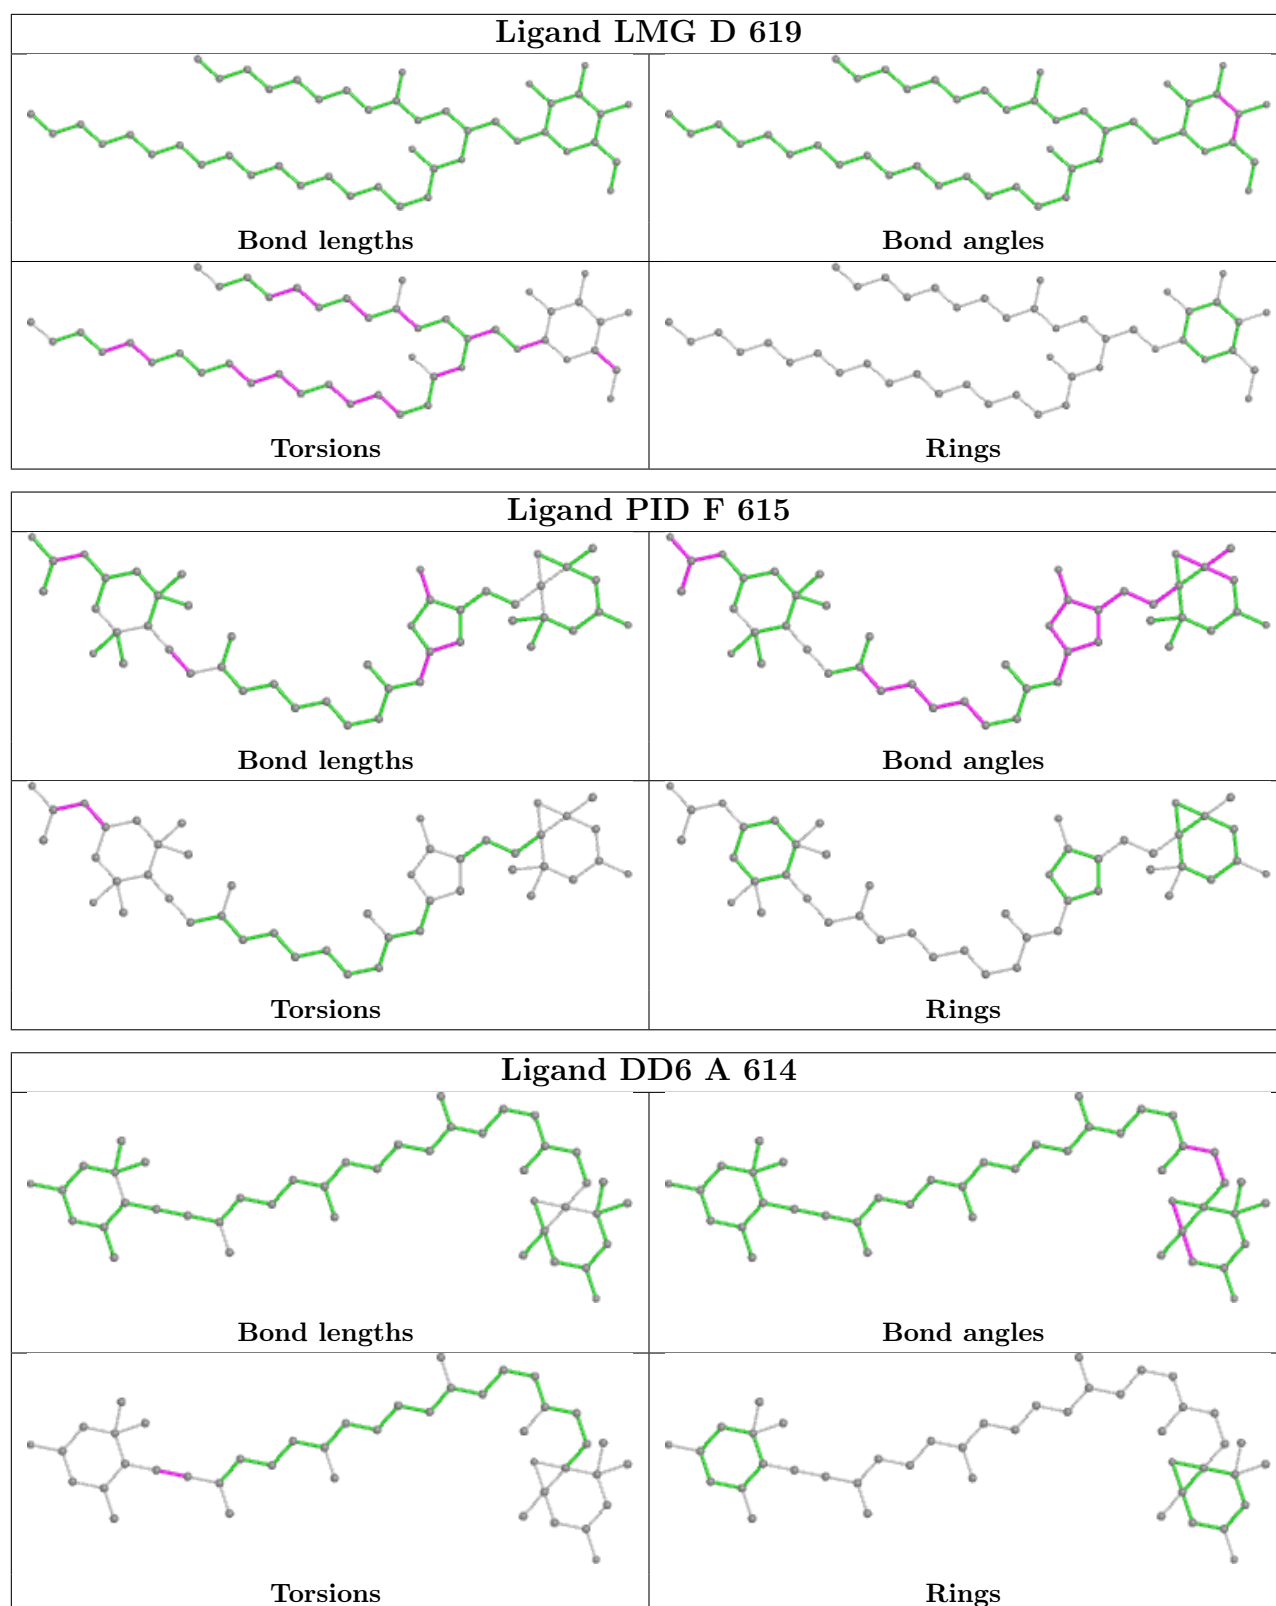 Ligand LMG D 619
Bond lengths
Bond angles
Torsions
Rings
Ligand PID F 615
Bond lengths
Bond angles
Torsions
Rings
Ligand DD6 A 614
Bond lengths
Bond angles
Torsions
Rings